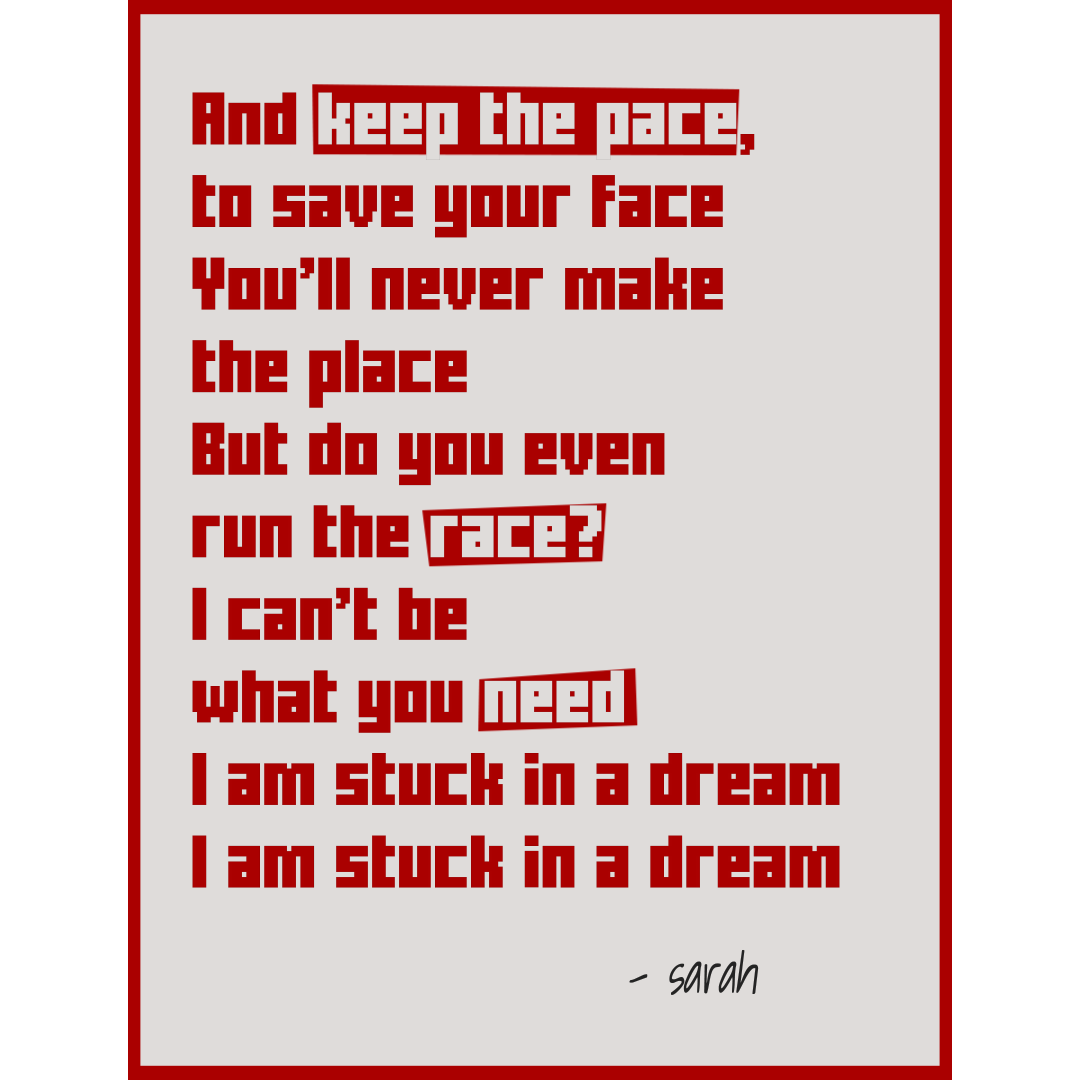 And keep the pace,
to save your face
You’ll never make
the place
But do you even
run the race?
I can’t be
what you need
I am stuck in a dream
I am stuck in a dream
- sarah